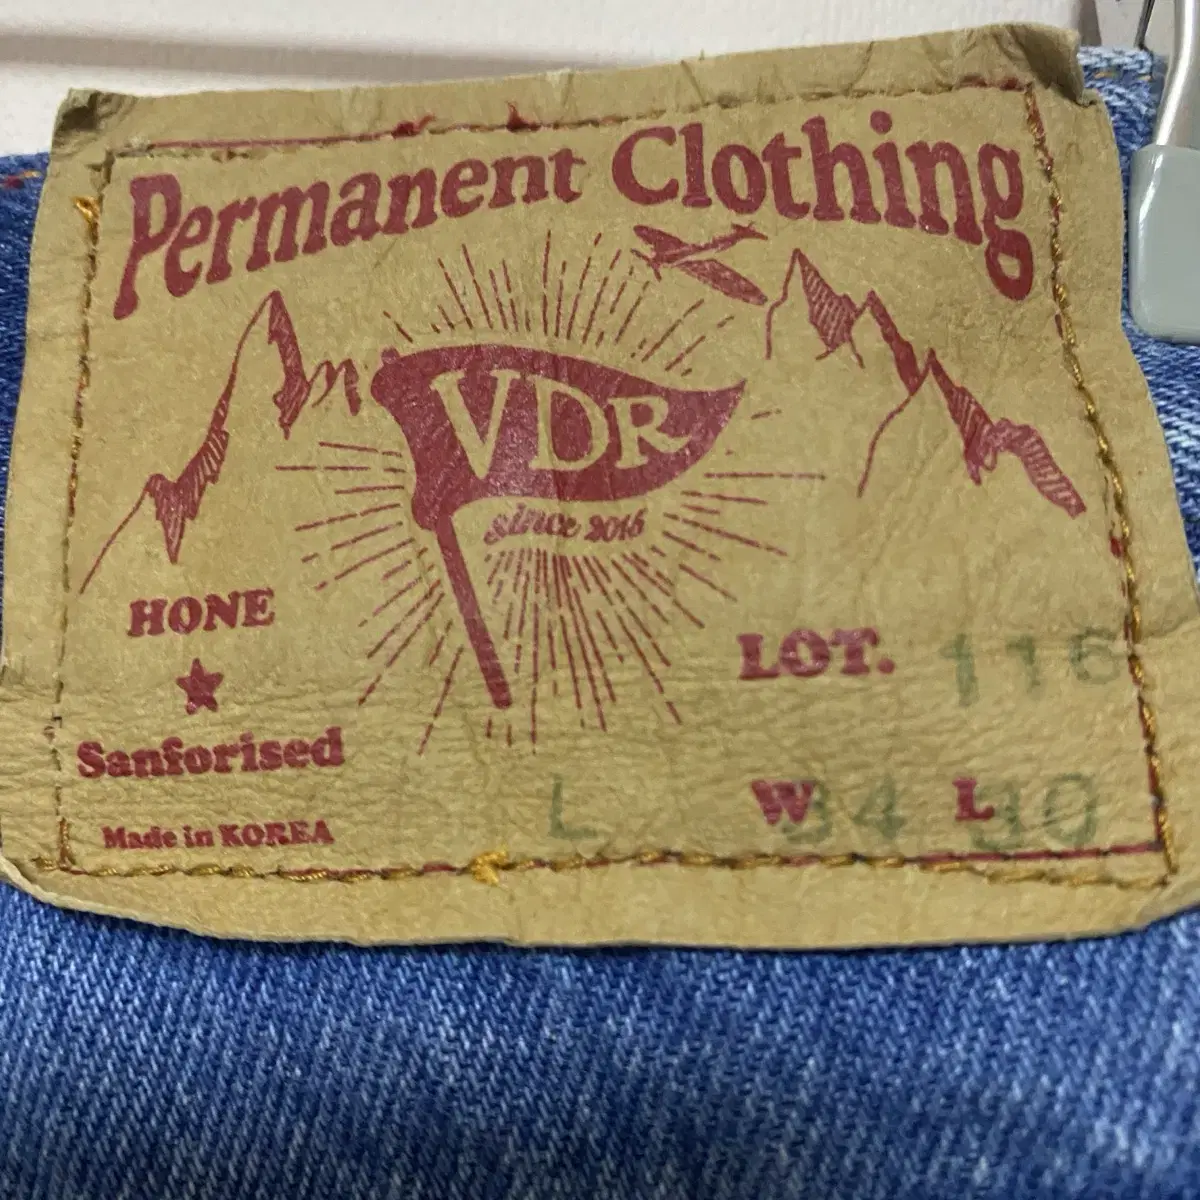 Permanent Clothing
VDR
since 2016
HONE
LOT. 116
Sanforised
L W 34 L 30
Made in KOREA